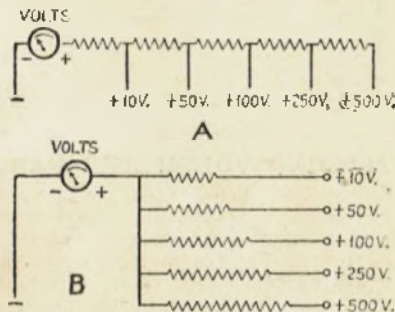 VOLTS
- +
+10V. +50V. +100V. +250V. +500V.
A
VOLTS
- +
+10V.
+50V.
+100V.
+250V.
+500V.
B